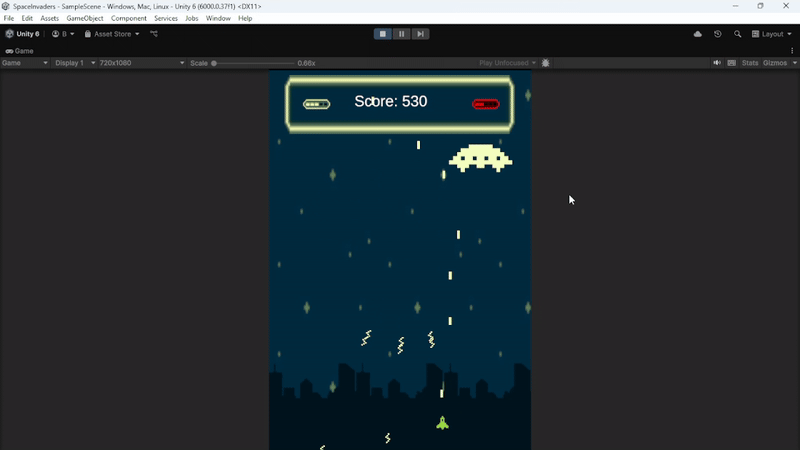 SpaceInvaders - SampleScene - Windows, Mac, Linux - Unity 6 (6000.0.37f1) <DX11>
File Edit Assets GameObject Component Services Jobs Window Help
Unity 6 B Asset Store Layout
Game
Game Display 1 720x1080 Scale 0.66x Play Unfocused Stats Gizmos
Score: 530